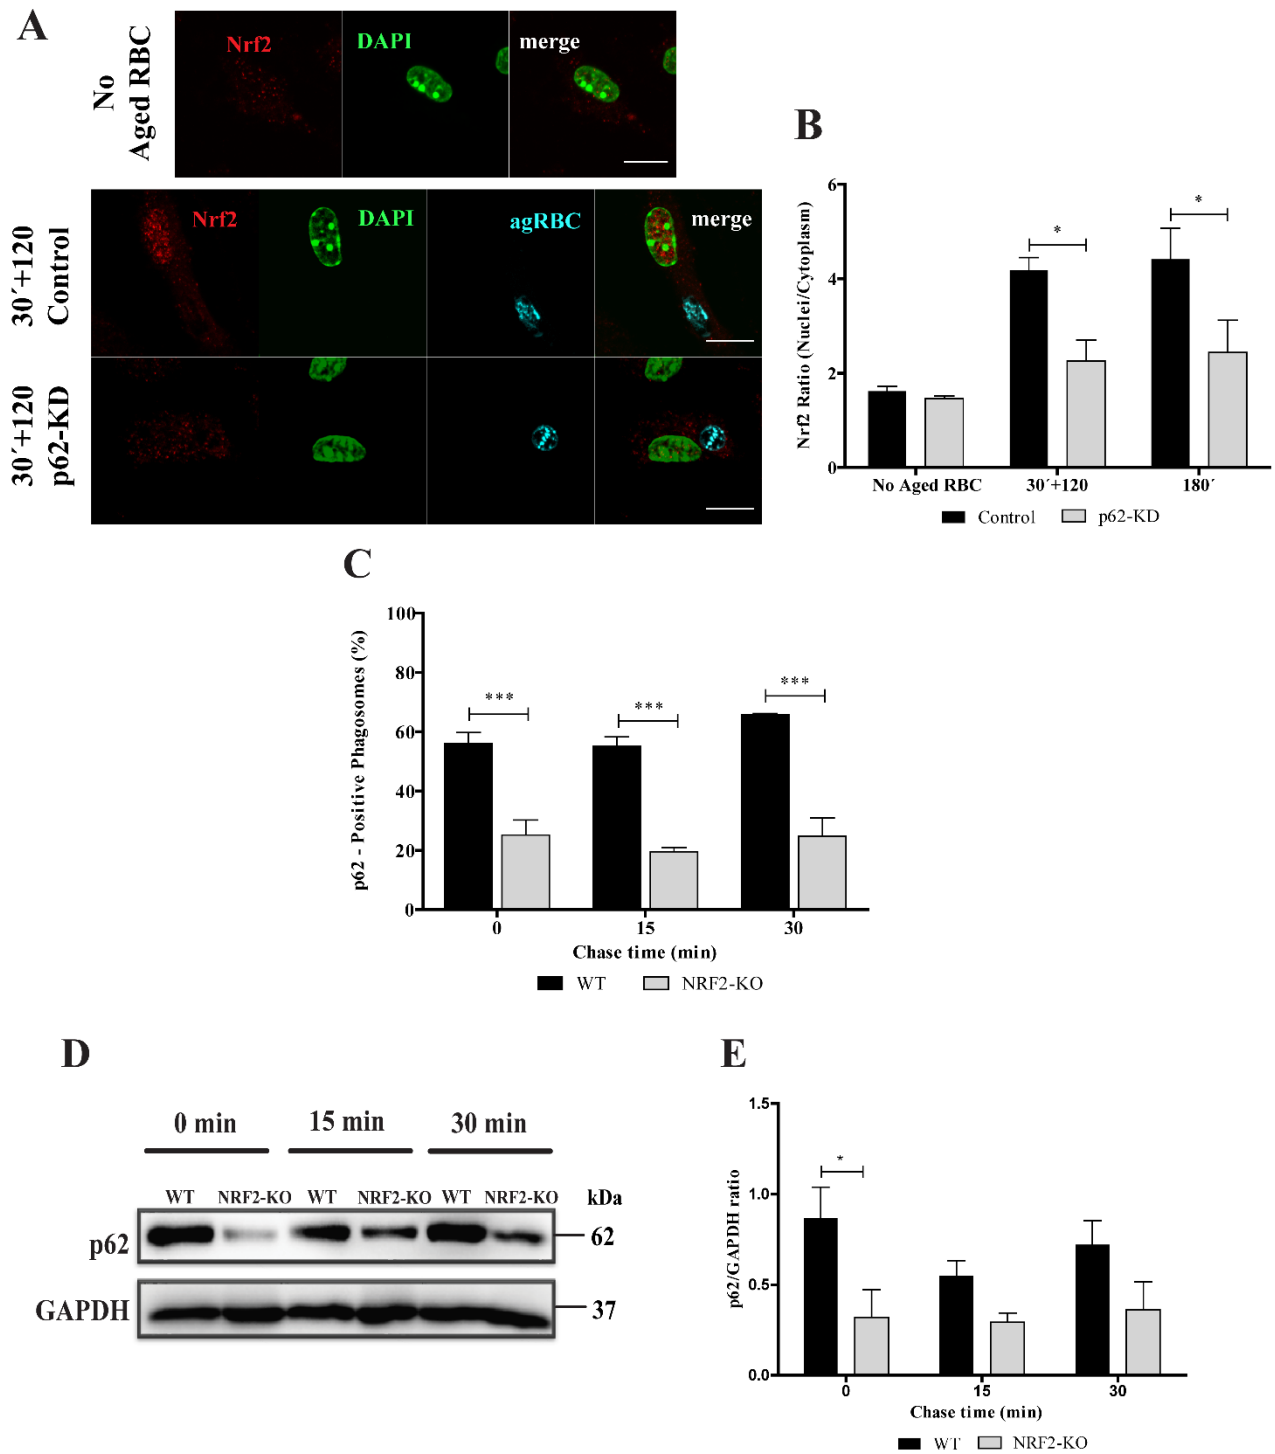 A
No
Aged RBC
Nrf2
DAPI
merge
30´+120
Control
Nrf2
DAPI
agRBC
merge
30´+120
p62-KD
B
Nrf2 Ratio (Nuclei/Cytoplasm)
6
4
2
0
*
*
No Aged RBC
30´+120
180´
Control
p62-KD
C
p62 - Positive Phagosomes (%)
100
80
60
40
20
0
***
***
***
0
15
30
Chase time (min)
WT
NRF2-KO
D
0 min
15 min
30 min
WT
NRF2-KO
WT
NRF2-KO
WT
NRF2-KO
kDa
p62
62
GAPDH
37
E
p62/GAPDH ratio
1.5
1.0
0.5
0.0
*
0
15
30
Chase time (min)
WT
NRF2-KO